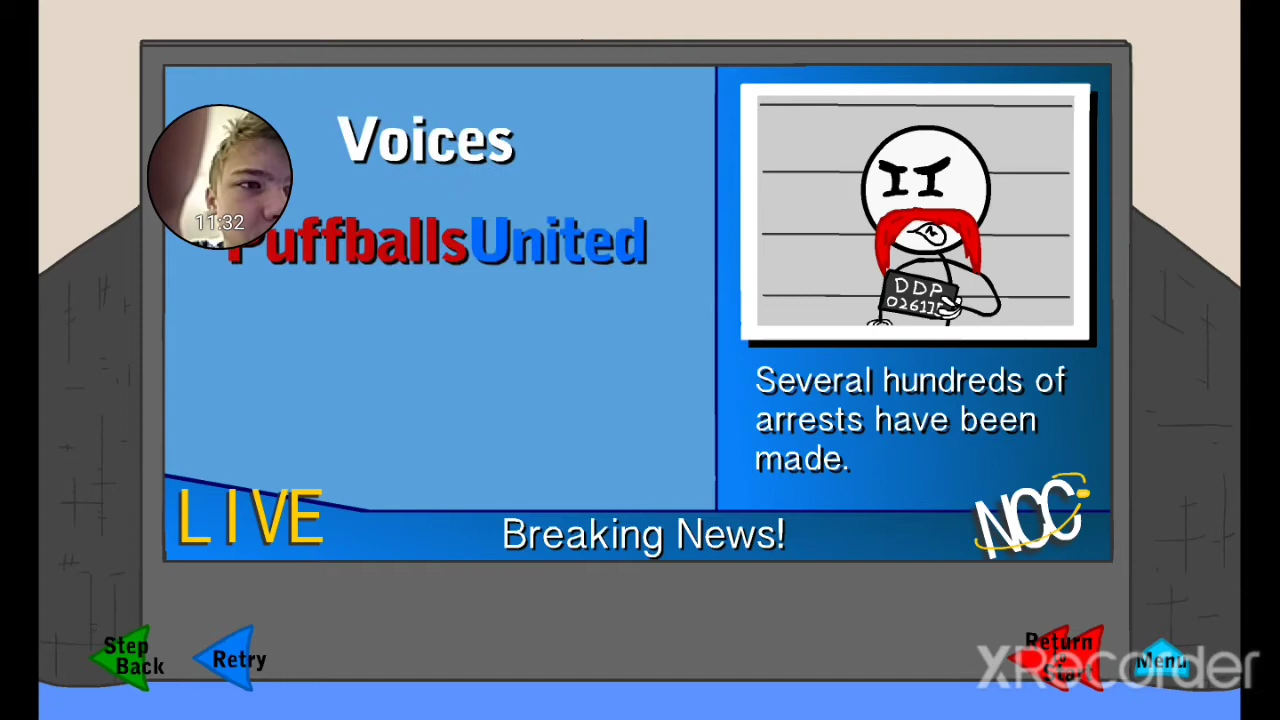 Voices
11:32
PuffballsUnited
DDP
Several hundreds of
arrests have been
made.
LIVE
Breaking News!
NCC
Step
Back
Retry
Return
Menu
XRecorder